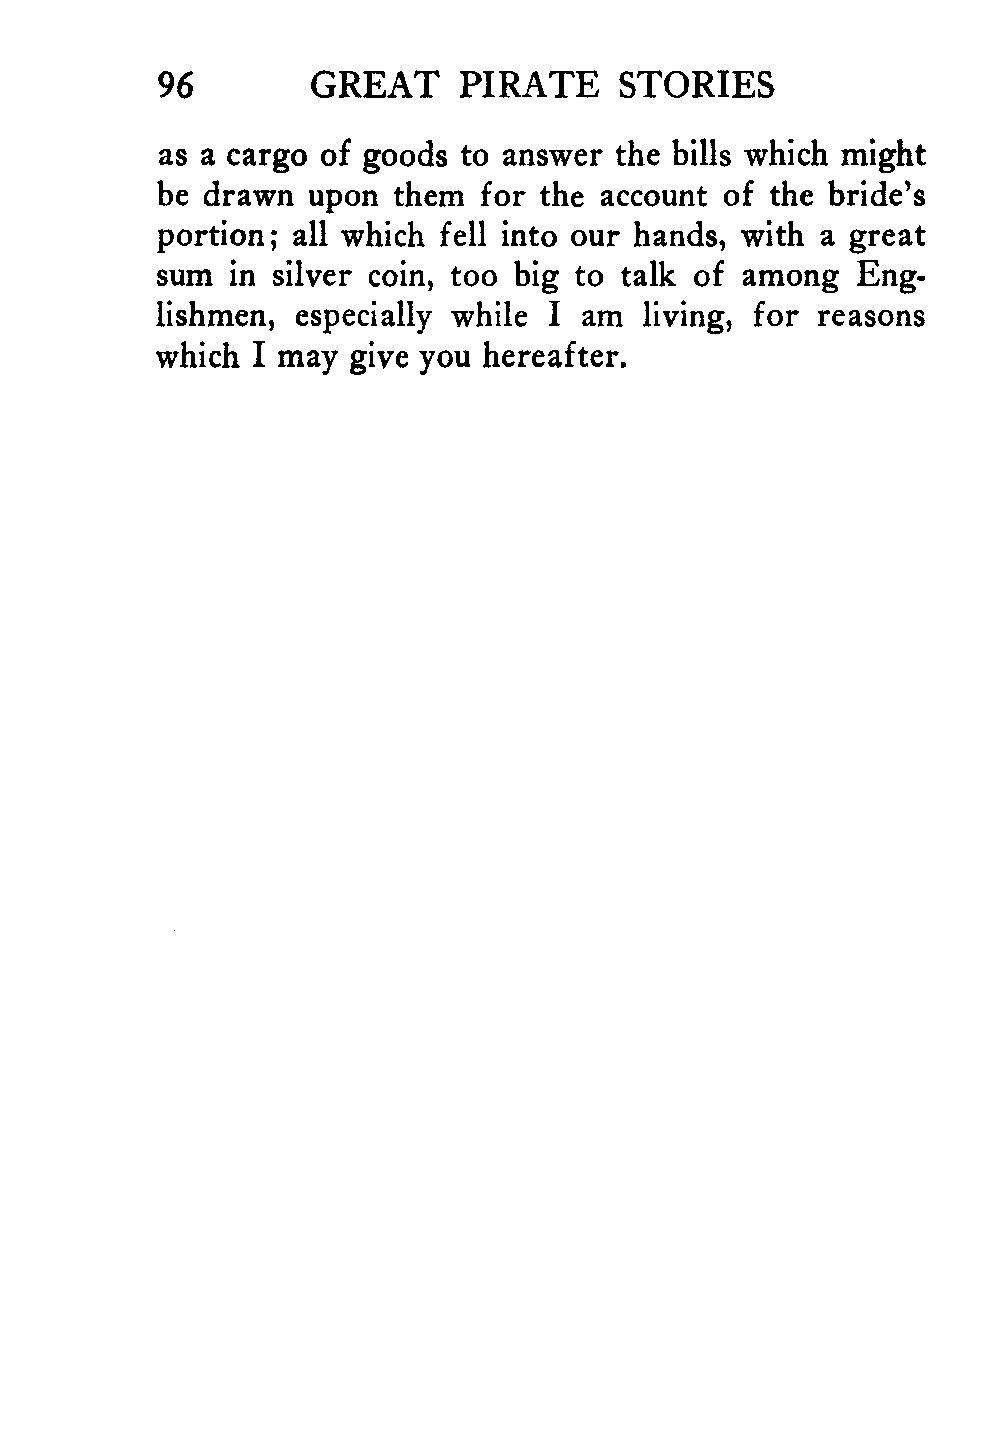 96 GREAT PIRATE STORIES
as a cargo of goods to answer the bills which might
be drawn upon them for the account of the bride's
portion; all which fell into our hands, with a great
sum in silver coin, too big to talk of among Eng-
lishmen, especially while I am living, for reasons
which I may give you hereafter.